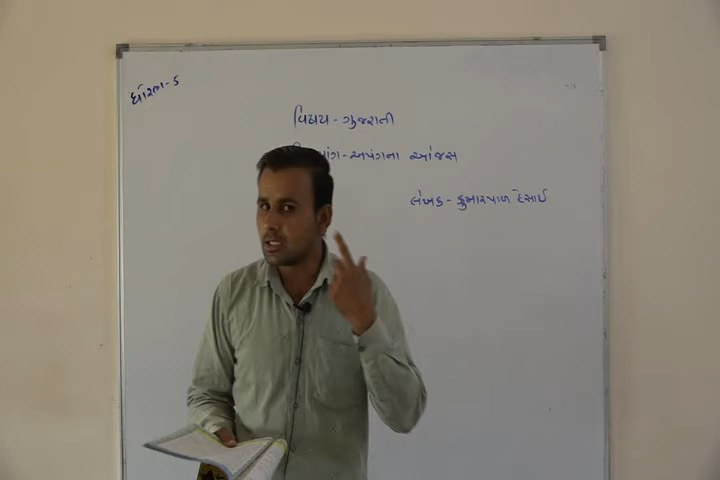 ધોરણ-૬
વિષય - ગુજરાતી
અપંગના ઓજસ
લેખક - કુમારપાળ દેસાઈ